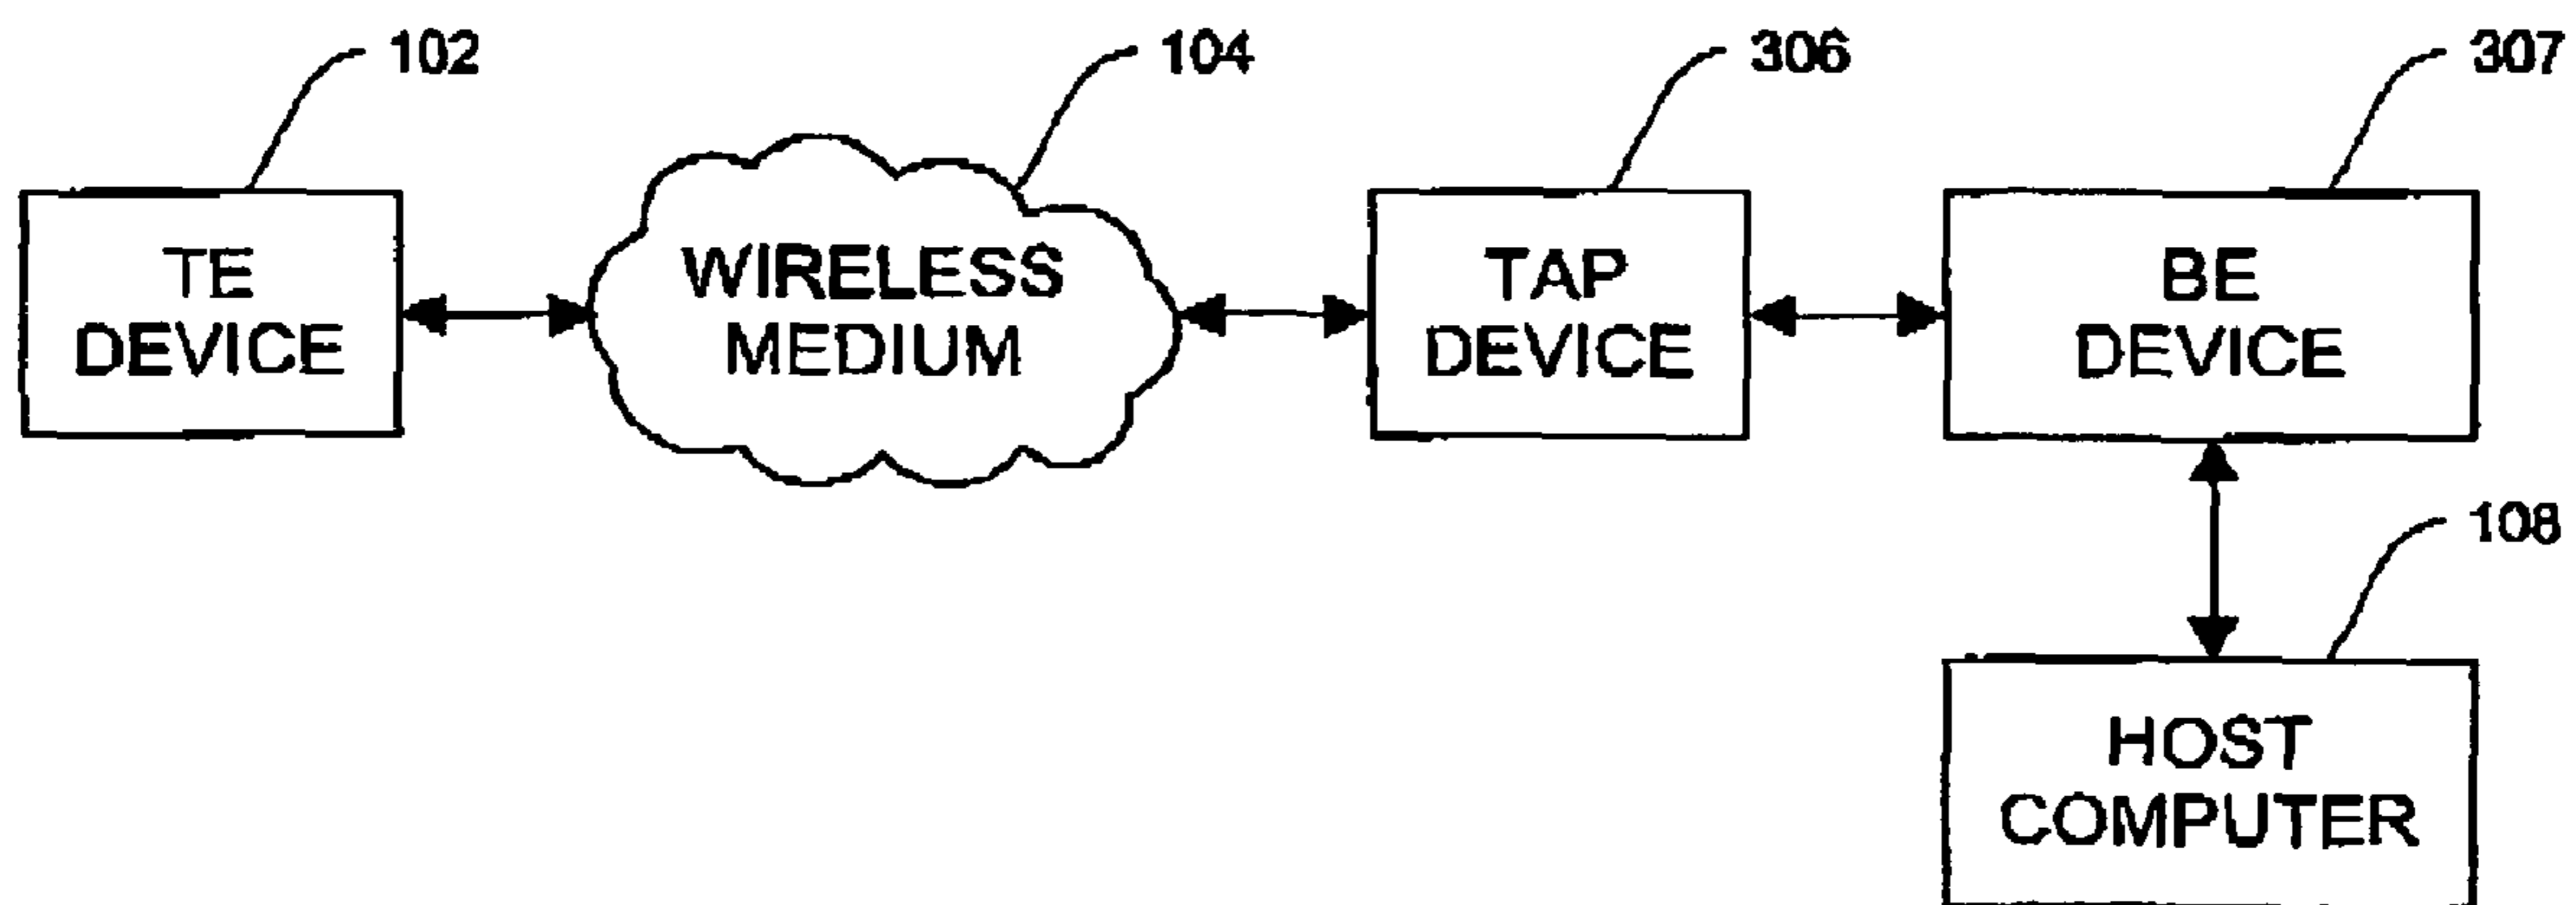 102
104
306
307
TE
DEVICE
WIRELESS
MEDIUM
TAP
DEVICE
BE
DEVICE
108
HOST
COMPUTER